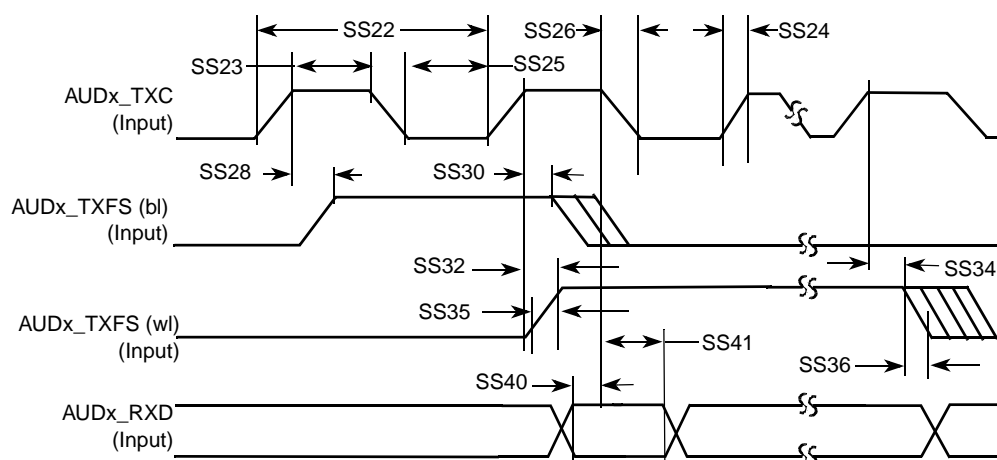 SS22
SS26
SS24
SS23
SS25
AUDx_TXC
(Input)
SS28
SS30
AUDx_TXFS (bl)
(Input)
SS32
SS34
SS35
AUDx_TXFS (wl)
(Input)
SS41
SS36
SS40
AUDx_RXD
(Input)